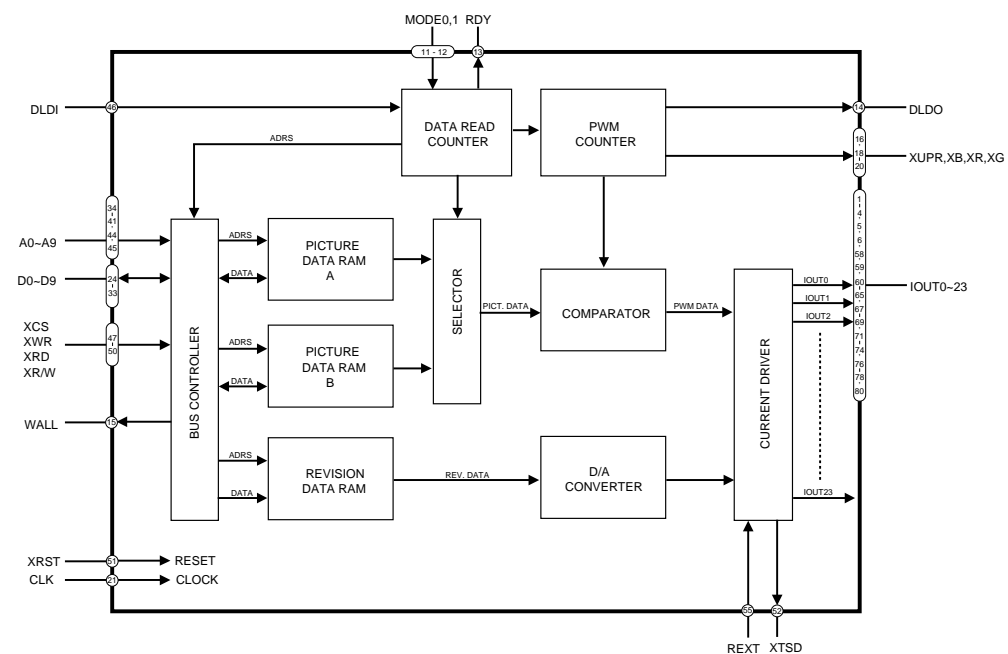 MODE0,1 RDY
11 - 12
13
DLDI
46
DATA READ
COUNTER
PWM
COUNTER
14
DLDO
ADRS
16
18
20
XUPR,XB,XR,XG
34
41
44
45
A0~A9
D0~D9
24
33
XCS
XWR
XRD
XR/W
47
50
WALL
15
BUS CONTROLLER
ADRS
DATA
PICTURE
DATA RAM
A
ADRS
DATA
PICTURE
DATA RAM
B
ADRS
DATA
REVISION
DATA RAM
SELECTOR
PICT. DATA
COMPARATOR
PWM DATA
REV. DATA
D/A
CONVERTER
CURRENT DRIVER
IOUT0
IOUT1
IOUT2
IOUT23
1
4
5
6
58
59
60
65
67
69
71
74
76
78
80
IOUT0~23
XRST
51
RESET
CLK
21
CLOCK
55
52
REXT XTSD